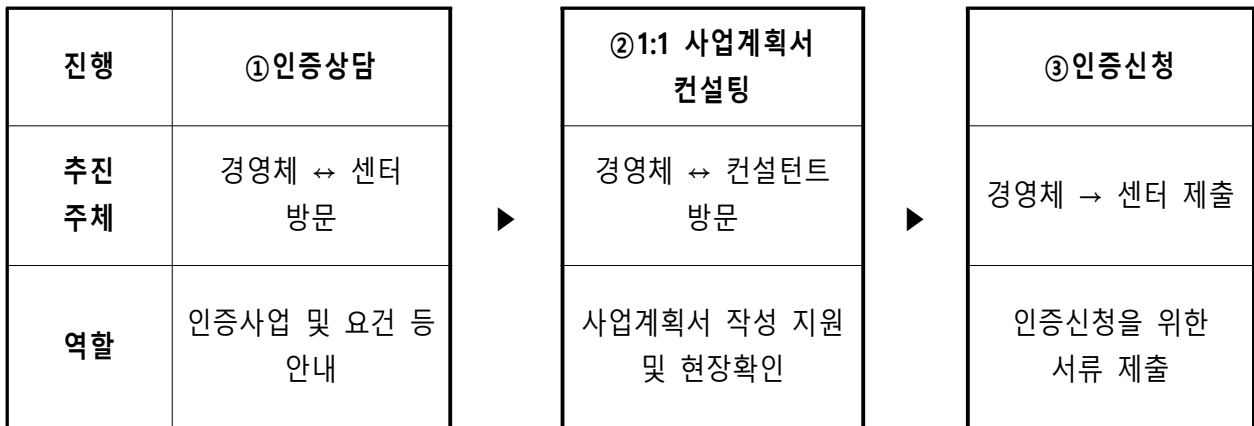 진행
①인증상담
②1:1 사업계획서
컨설팅
③인증신청
추진
주체
경영체 ↔ 센터
방문
▶
경영체 ↔ 컨설턴트
방문
▶
경영체 → 센터 제출
역할
인증사업 및 요건 등
안내
사업계획서 작성 지원
및 현장확인
인증신청을 위한
서류 제출